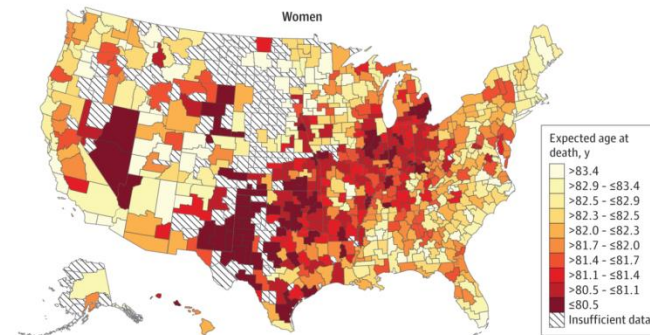 Women
Expected age at
death, y
>83.4
>82.9 - ≤83.4
>82.5 - ≤82.9
>82.3 - ≤82.5
>82.0 - ≤82.3
>81.7 - ≤82.0
>81.4 - ≤81.7
>81.1 - ≤81.4
>80.5 - ≤81.1
≤80.5
Insufficient data